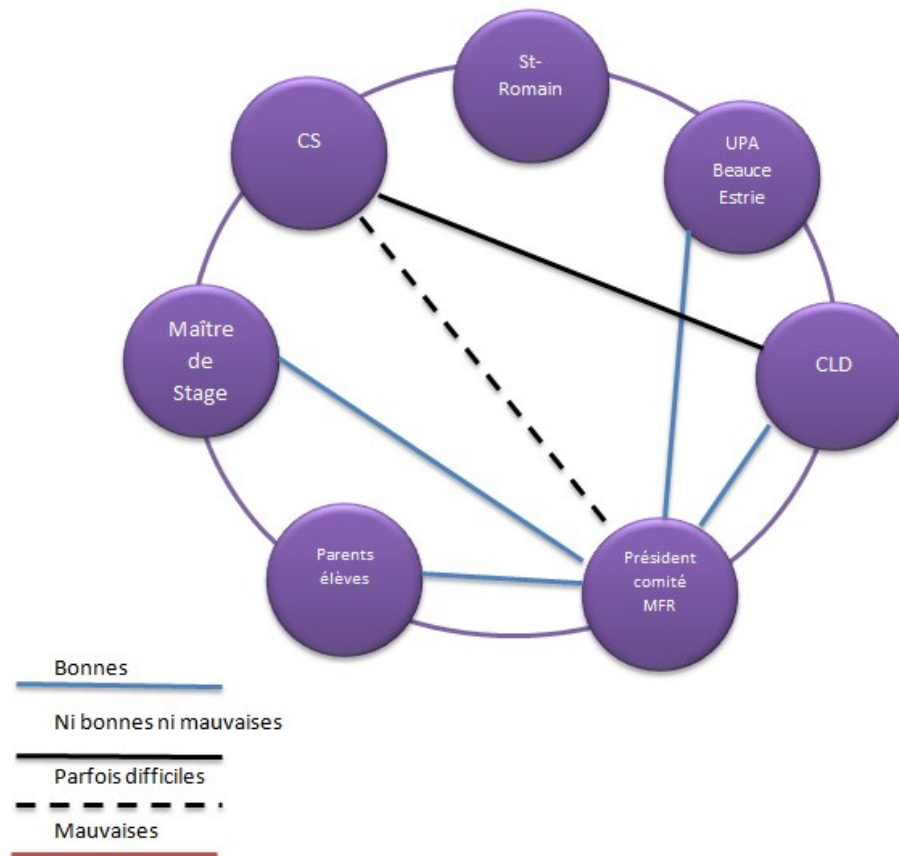 St-
Romain
CS
UPA
Beauce
Estrie
Maître
de
Stage
CLD
Parents
élèves
Président
comité
MFR
Bonnes
Ni bonnes ni mauvaises
Parfois difficiles
Mauvaises